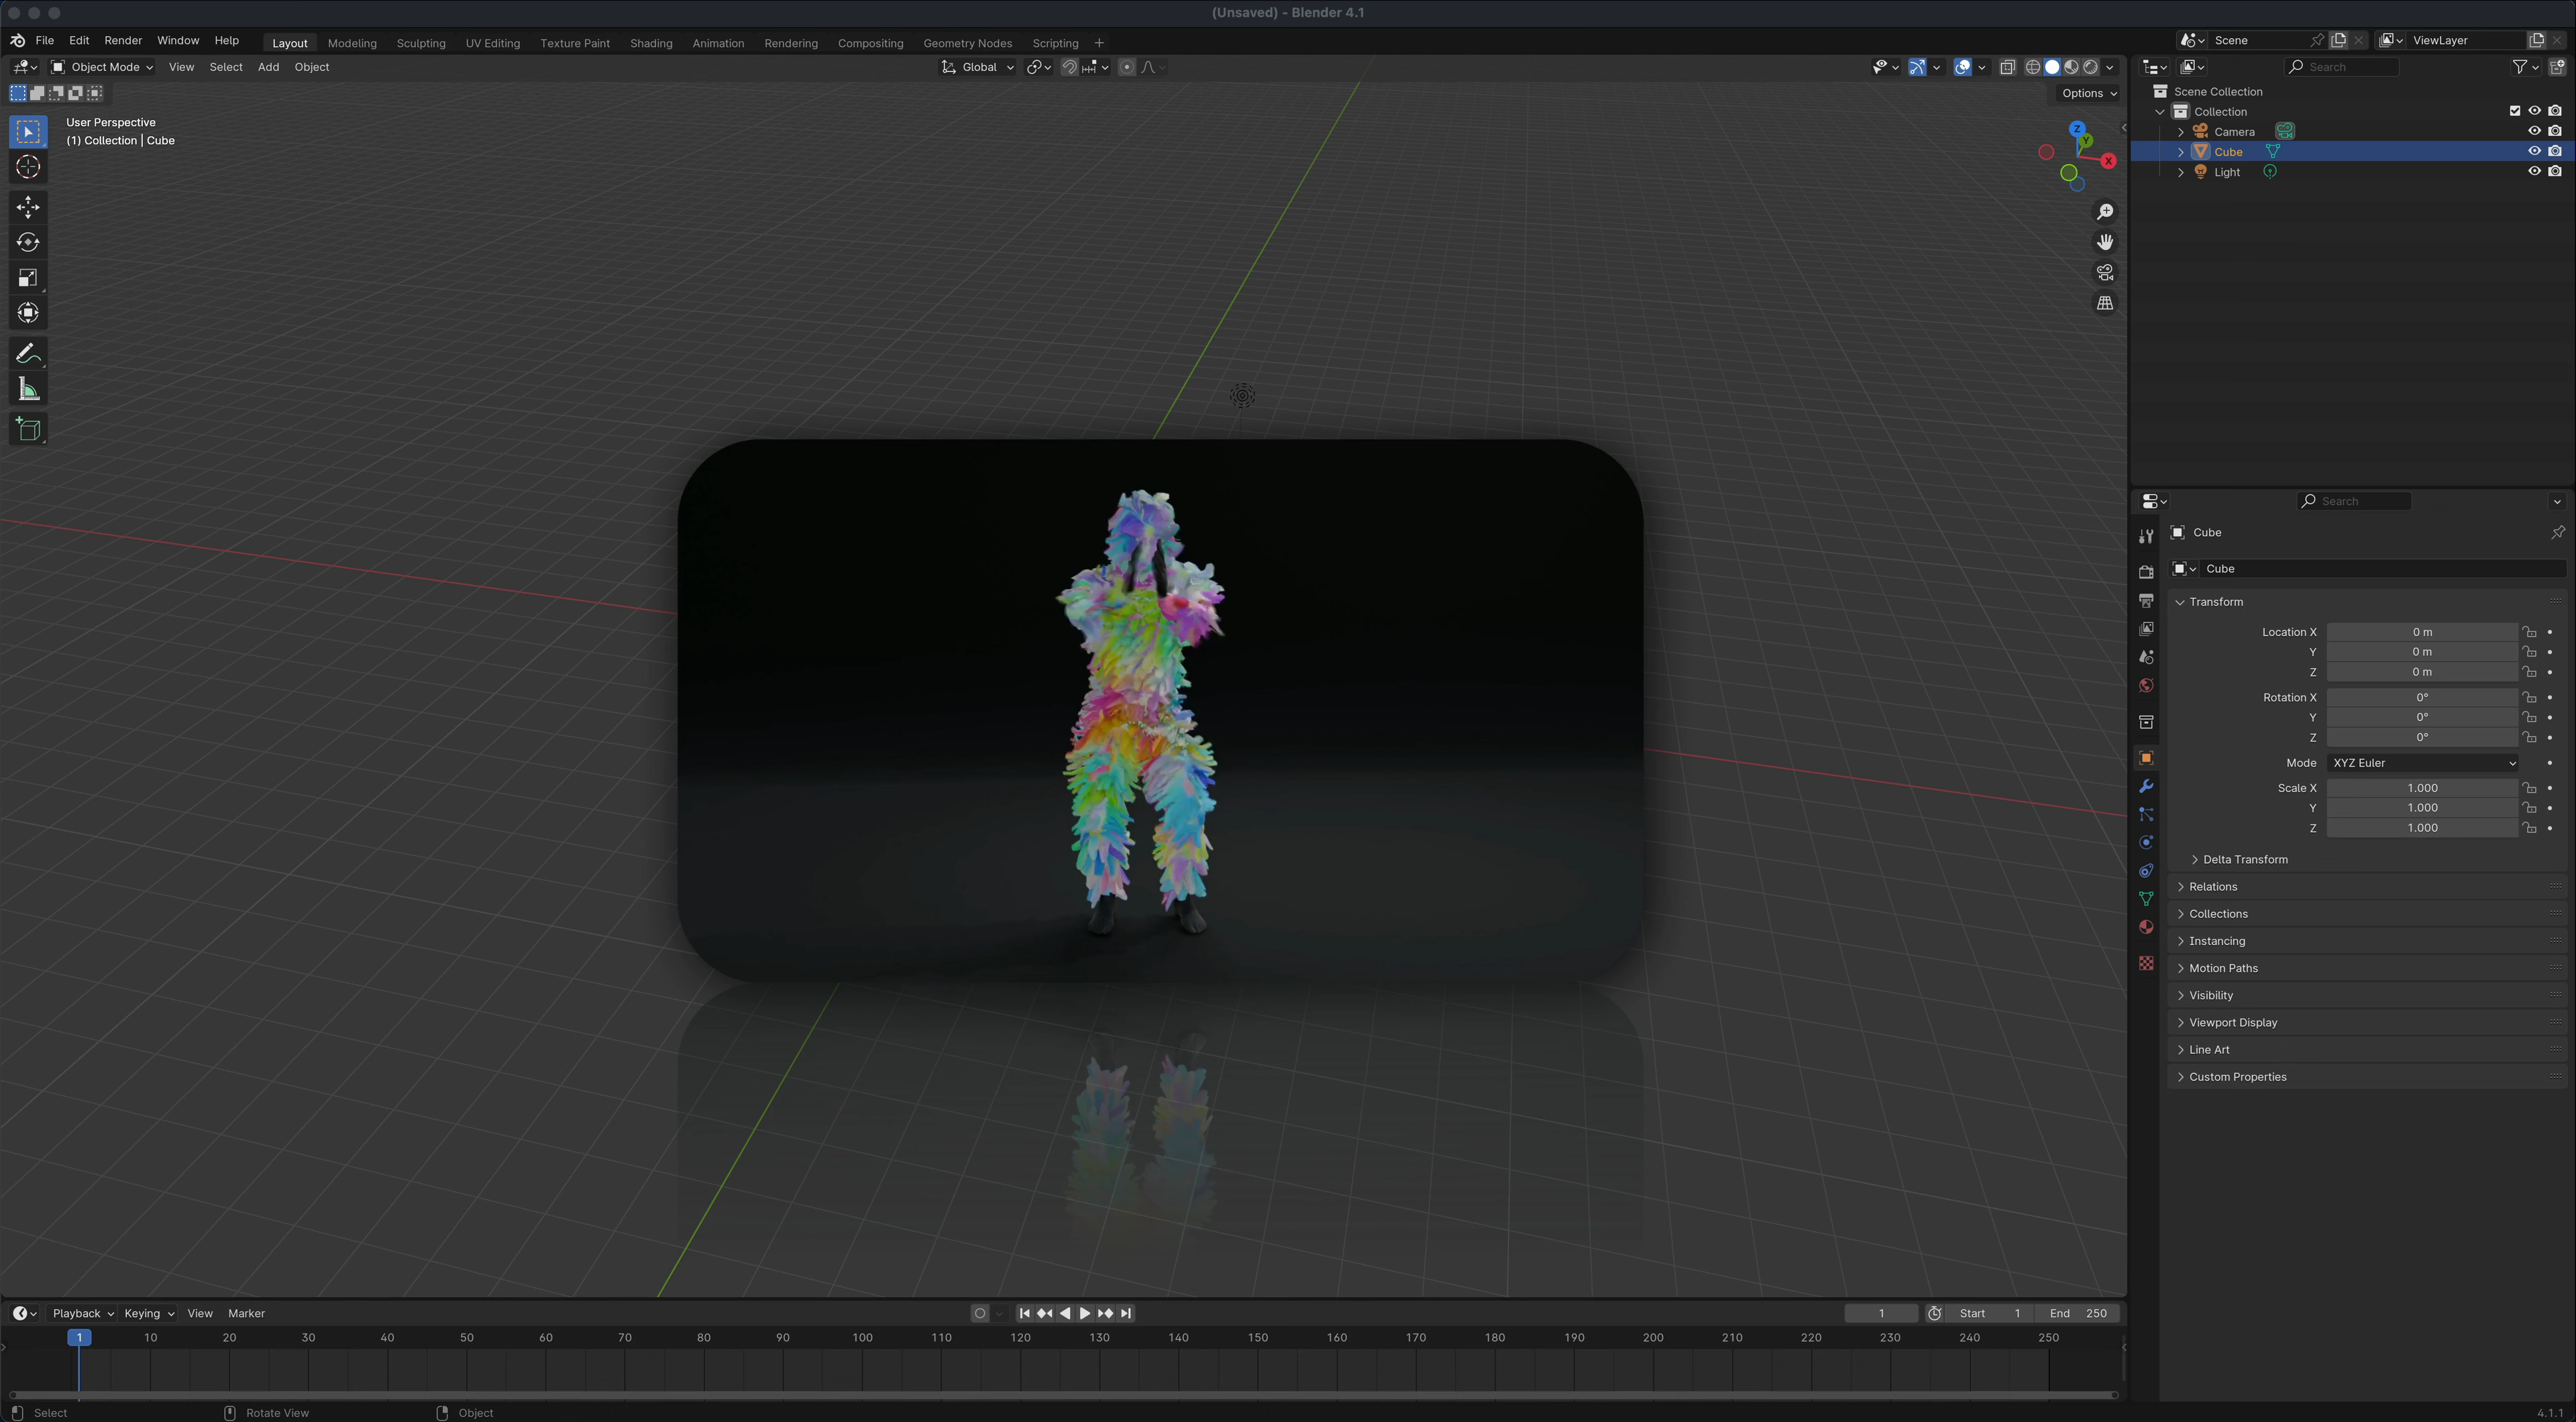 (Unsaved) - Blender 4.1
File Edit Render Window Help Layout Modeling Sculpting UV Editing Texture Paint Shading Animation Rendering Compositing Geometry Nodes Scripting + Scene ViewLayer
Object Mode View Select Add Object Global Search
Options
User Perspective
(1) Collection | Cube
Z
Y
X
Scene Collection
Collection
Camera
Cube
Light
Search
Cube
Cube
Transform
Location X 0 m
Y 0 m
Z 0 m
Rotation X 0°
Y 0°
Z 0°
Mode XYZ Euler
Scale X 1.000
Y 1.000
Z 1.000
Delta Transform
Relations
Collections
Instancing
Motion Paths
Visibility
Viewport Display
Line Art
Custom Properties
Playback Keying View Marker 1 Start 1 End 250
1 10 20 30 40 50 60 70 80 90 100 110 120 130 140 150 160 170 180 190 200 210 220 230 240 250
Select Rotate View Object 4.1.1